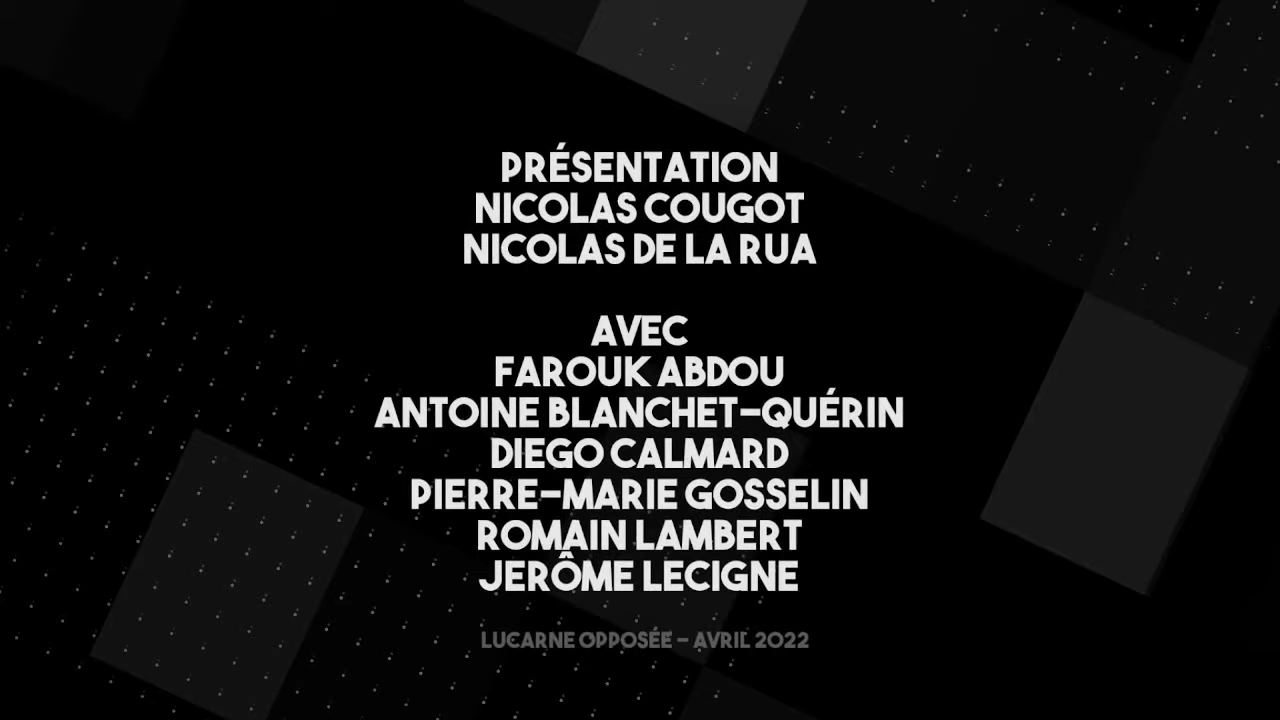 PRÉSENTATION
NICOLAS COUGOT
NICOLAS DE LA RUA
AVEC
FAROUK ABDOU
ANTOINE BLANCHET-QUÉRIN
DIEGO CALMARD
PIERRE-MARIE GOSSELIN
ROMAIN LAMBERT
JERÔME LECIGNE
LUCARNE OPPOSÉE - AVRIL 2022